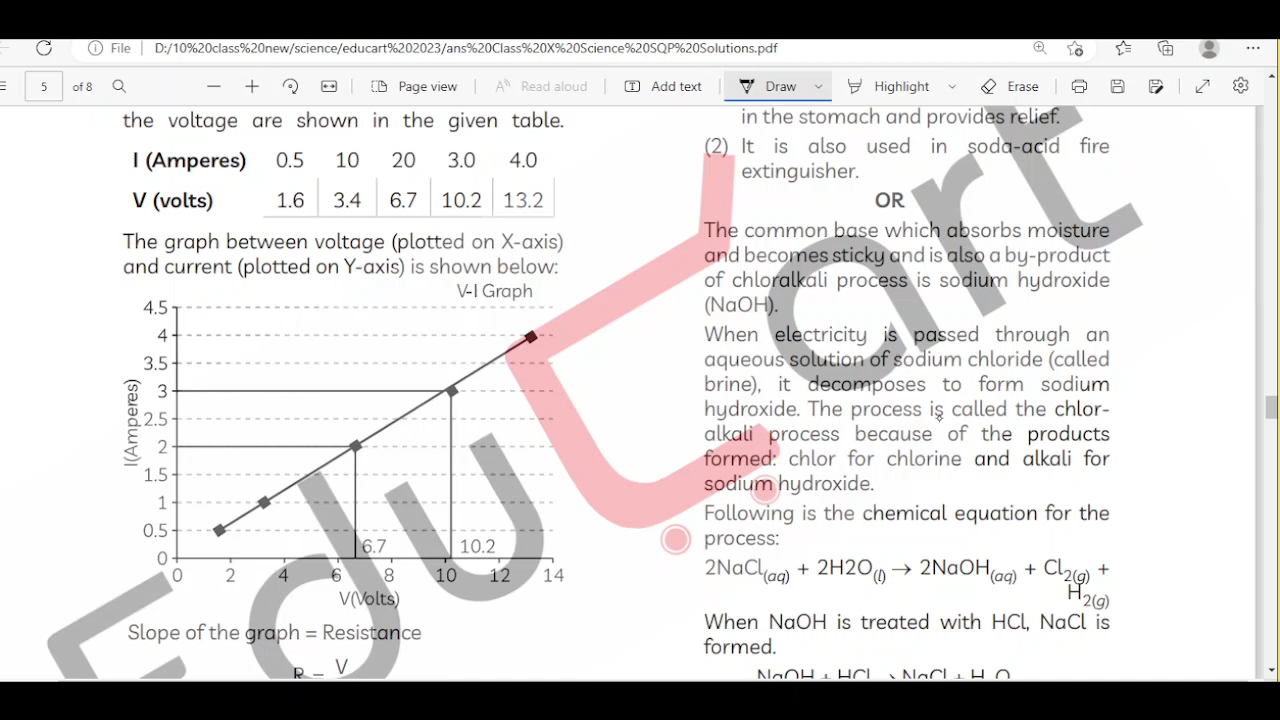 File D:/10%20class%20new/science/educart%202023/ans%20Class%20X%20Science%20SQP%20Solutions.pdf
5 of 8 Page view Read aloud Add text Draw Highlight Erase
the voltage are shown in the given table.
I (Amperes) 0.5 10 20 3.0 4.0
V (volts) 1.6 3.4 6.7 10.2 13.2
The graph between voltage (plotted on X-axis)
and current (plotted on Y-axis) is shown below:
V-I Graph
4.5
4
3.5
3
2.5
2
1.5
1
0.5
0
I(Amperes)
6.7 10.2
0 2 4 6 8 10 12 14
V(Volts)
Slope of the graph = Resistance
R = V
in the stomach and provides relief.
(2) It is also used in soda-acid fire
extinguisher.
OR
The common base which absorbs moisture
and becomes sticky and is also a by-product
of chloralkali process is sodium hydroxide
(NaOH).
When electricity is passed through an
aqueous solution of sodium chloride (called
brine), it decomposes to form sodium
hydroxide. The process is called the chlor-
alkali process because of the products
formed: chlor for chlorine and alkali for
sodium hydroxide.
Following is the chemical equation for the
process:
2NaCl(aq) + 2H2O(l) → 2NaOH(aq) + Cl2(g) +
H2(g)
When NaOH is treated with HCl, NaCl is
formed.
NaOH + HCl → NaCl + H2O
Educart